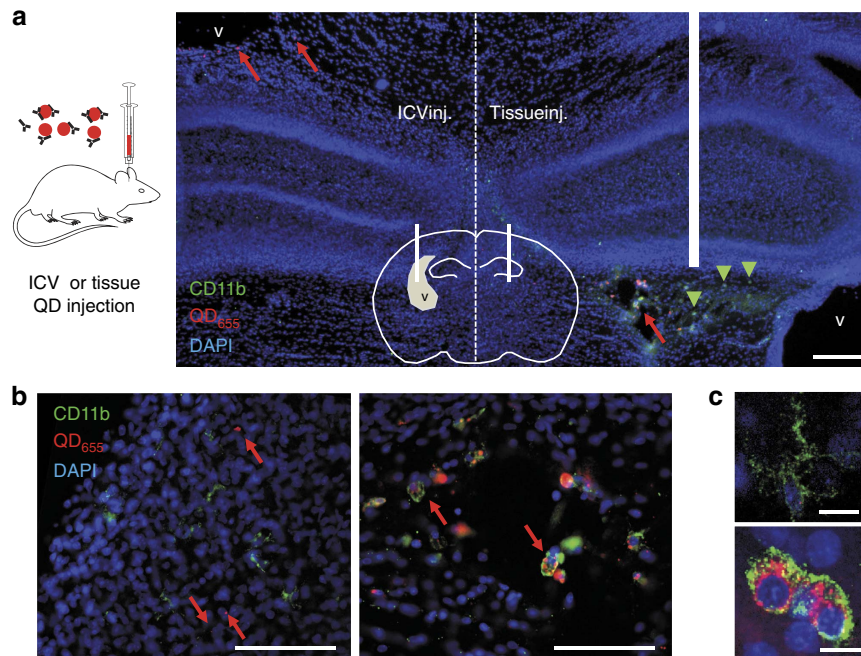 a
v
ICVinj.
Tissueinj.
ICV or tissue
QD injection
CD11b
QD655
DAPI
v
v
b
CD11b
QD655
DAPI
c